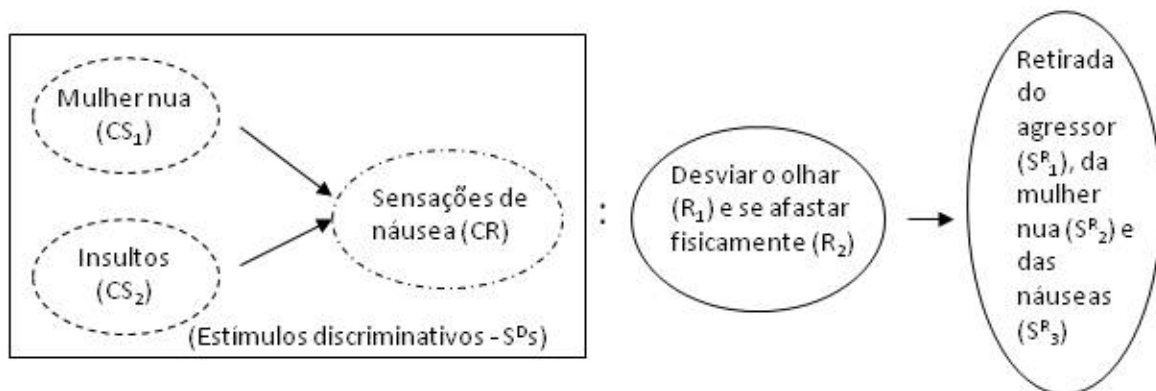 Mulher nua
(CS₁)
Insultos
(CS₂)
Sensações de
náusea (CR)
(Estímulos discriminativos - Sᴰs)
:
Desviar o olhar
(R₁) e se afastar
fisicamente (R₂)
Retirada
do
agressor
(Sᴿ₁), da
mulher
nua (Sᴿ₂) e
das
náuseas
(Sᴿ₃)